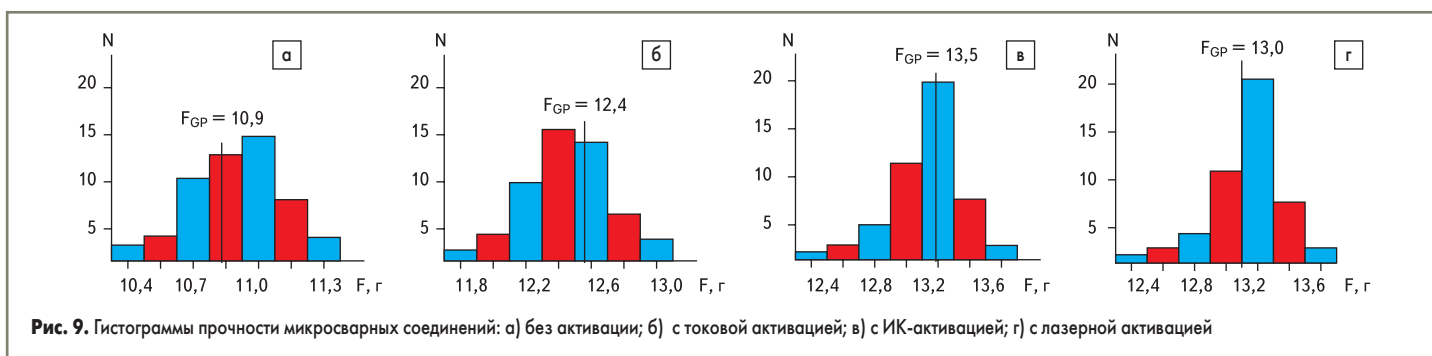 N
а
20
15
10
5
F_GP = 10,9
10,4 10,7 11,0 11,3 F, г
N
б
20
15
10
5
F_GP = 12,4
11,8 12,2 12,6 13,0 F, г
N
в
20
15
10
5
F_GP = 13,5
12,4 12,8 13,2 13,6 F, г
N
г
20
15
10
5
F_GP = 13,0
12,4 12,8 13,2 13,6 F, г
Рис. 9. Гистограммы прочности микросварных соединений: а) без активации; б) с токовой активацией; в) с ИК-активацией; г) с лазерной активацией